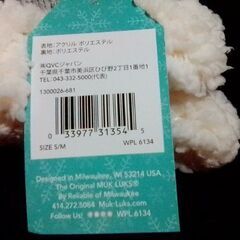 表地：アクリル ポリエステル
裏地：ポリエステル
㈱QVCジャパン
千葉県千葉市美浜区ひび野2丁目1番地1
TEL:043-332-5000(代表)
1300026-681
0 33977 31354 5
SIZE S/M
WPL 6134
Designed in Milwaukee, WI 53214 USA
The Original MUK LUKS®
By Reliable of Milwaukee
414.272.5084 Muk-Luks.com
Follow Us!
WPL 6134